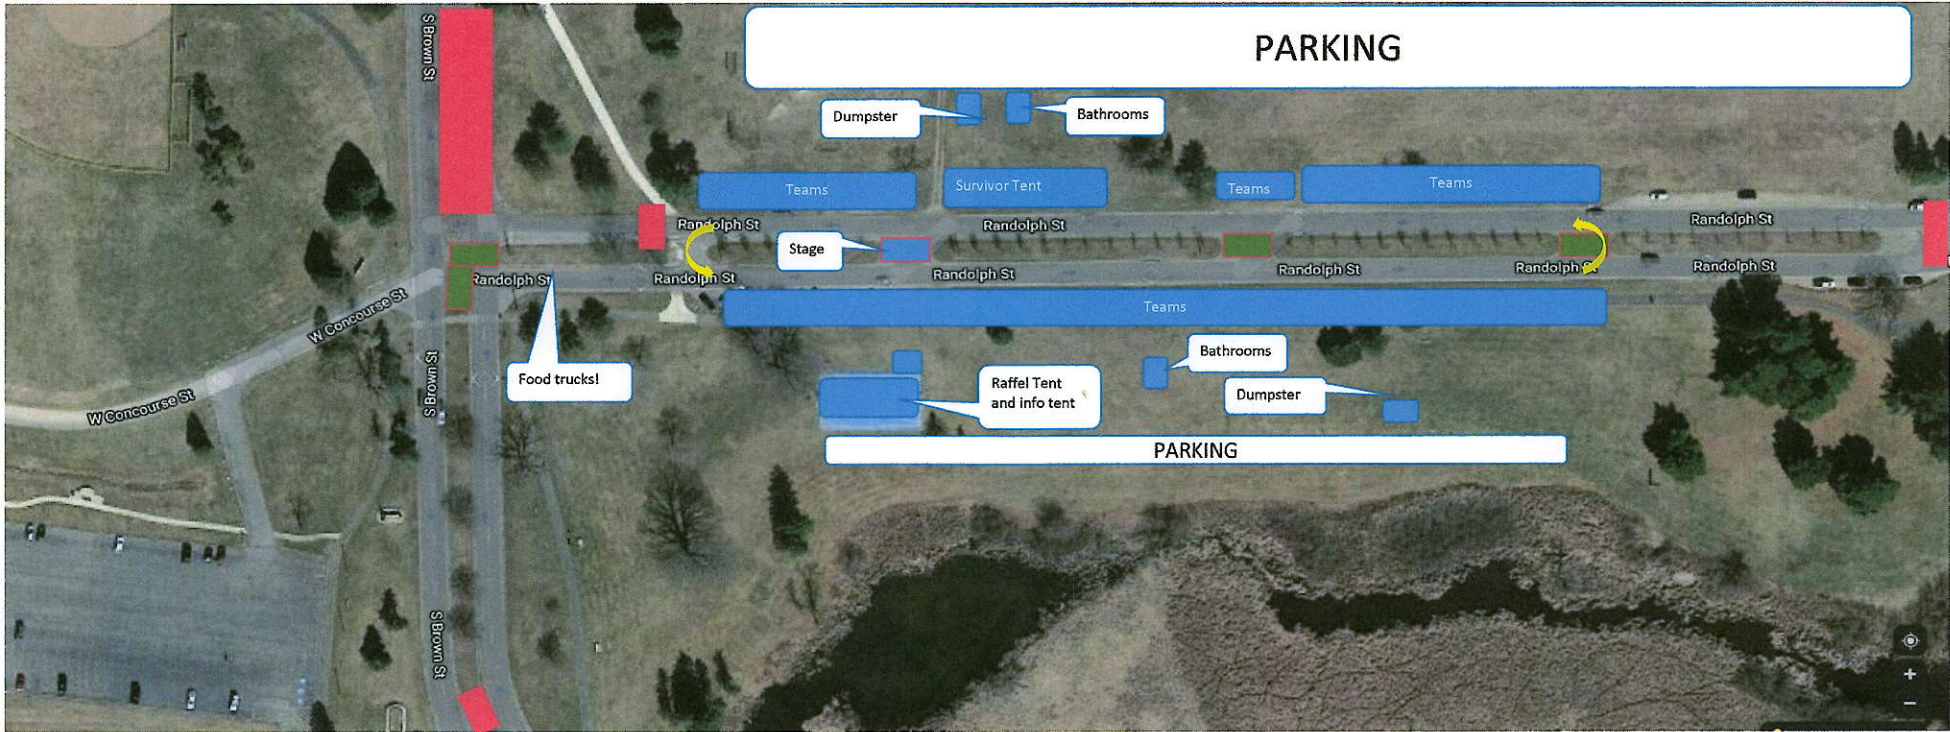 PARKING
S Brown St
Dumpster
Bathrooms
Teams
Survivor Tent
Teams
Teams
Randolph St
Randolph St
Randolph St
Stage
Randolph St
Randolph St
Randolph St
Randolph St
Randolph St
Randolph St
W Concourse St
Teams
Food trucks!
S Brown St
Raffel Tent
and info tent
Bathrooms
Dumpster
W Concourse St
PARKING
S Brown St
+
−